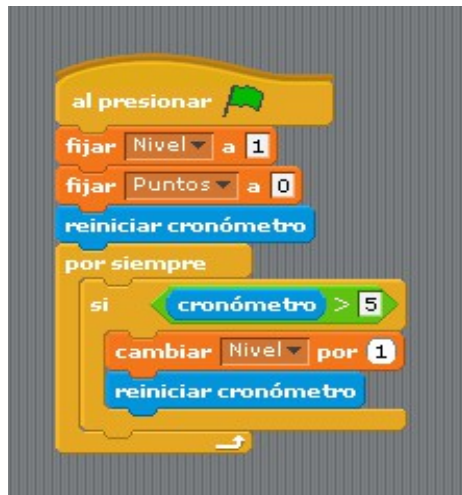 al presionar
fijar Nivel a 1
fijar Puntos a 0
reiniciar cronómetro
por siempre
si cronómetro > 5
cambiar Nivel por 1
reiniciar cronómetro